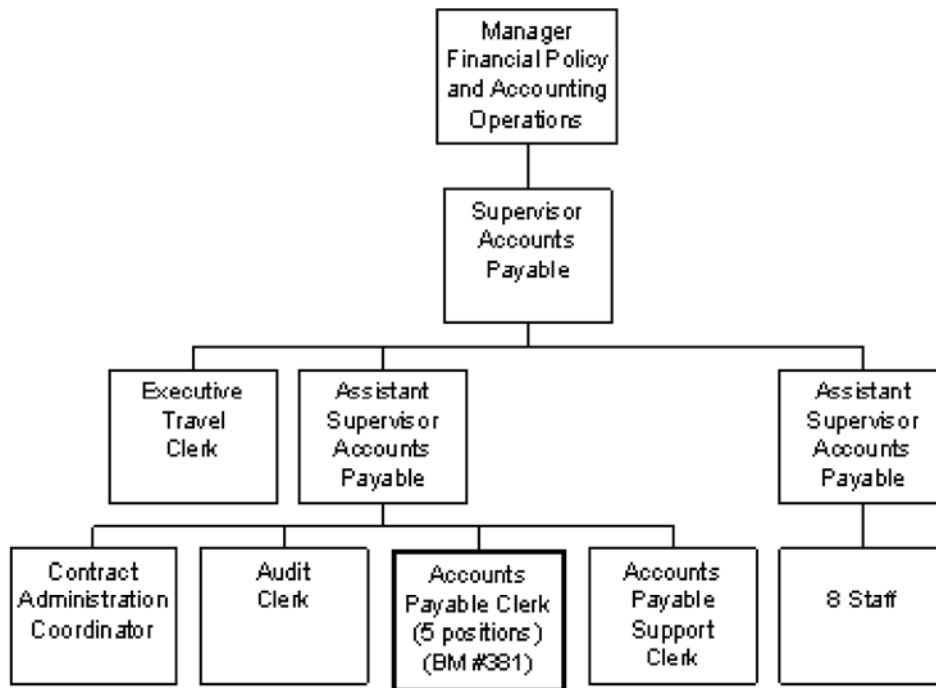 Manager
Financial Policy
and Accounting
Operations
Supervisor
Accounts
Payable
Executive
Travel
Clerk
Assistant
Supervisor
Accounts
Payable
Assistant
Supervisor
Accounts
Payable
Contract
Administration
Coordinator
Audit
Clerk
Accounts
Payable Clerk
(5 positions)
(BM #381)
Accounts
Payable
Support
Clerk
8 Staff